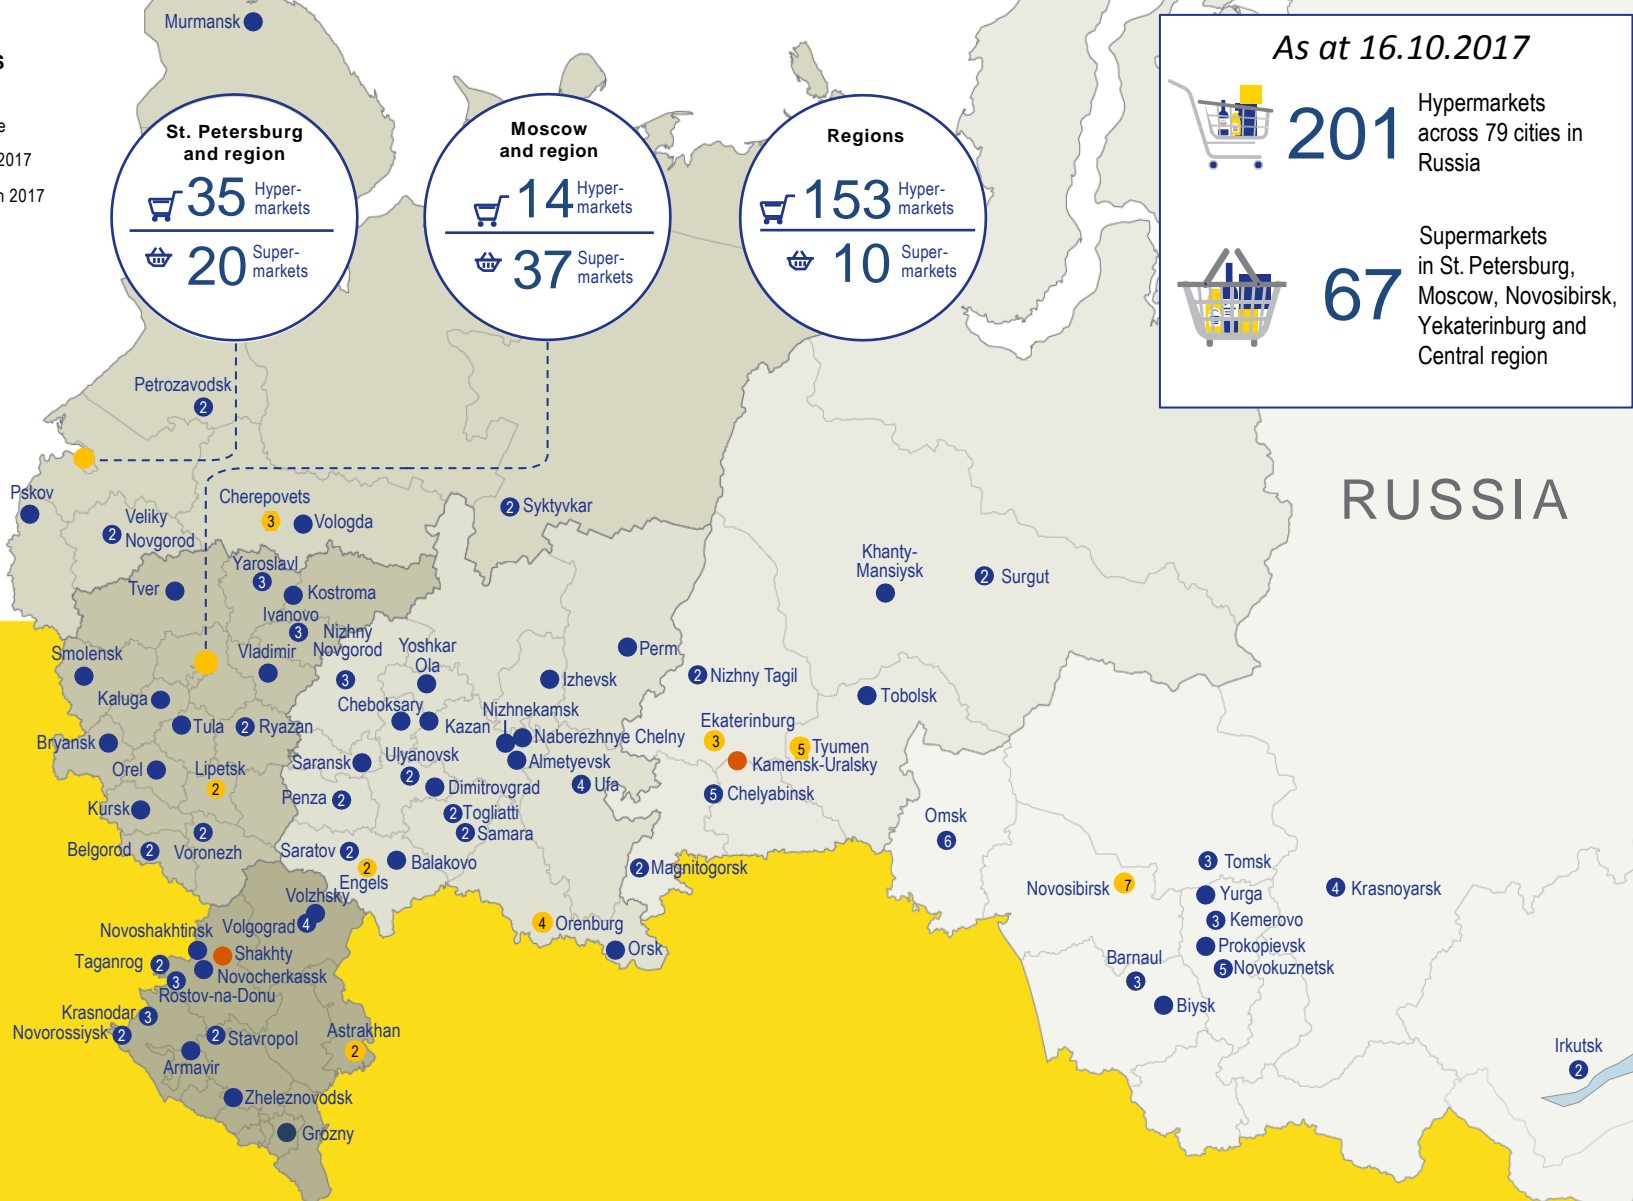 Murmansk
s
e
2017
n 2017
St. Petersburg
and region
35 Hyper-
markets
20 Super-
markets
Moscow
and region
14 Hyper-
markets
37 Super-
markets
Regions
153 Hyper-
markets
10 Super-
markets
As at 16.10.2017
201
Hypermarkets
across 79 cities in
Russia
67
Supermarkets
in St. Petersburg,
Moscow, Novosibirsk,
Yekaterinburg and
Central region
RUSSIA
Petrozavodsk
2
Pskov
Cherepovets
3
Vologda
2 Syktyvkar
2
Veliky
Novgorod
Yaroslavl
3
Tver
Kostroma
Ivanovo
3
Nizhny
Novgorod
3
Khanty-
Mansiysk
2 Surgut
Smolensk
Vladimir
Yoshkar
Ola
Perm
Izhevsk
2 Nizhny Tagil
Tobolsk
Kaluga
Cheboksary
Kazan
Nizhnekamsk
Naberezhnye Chelny
Almetyevsk
Ekaterinburg
3
5 Tyumen
Kamensk-Uralsky
Tula
2 Ryazan
Bryansk
Orel
Lipetsk
2
Saransk
Ulyanovsk
2
Dimitrovgrad
4 Ufa
5 Chelyabinsk
Kursk
Penza 2
2 Togliatti
2 Samara
Omsk
6
Belgorod 2
2
Voronezh
Saratov 2
2
Engels
Balakovo
2 Magnitogorsk
3 Tomsk
Novosibirsk 7
Yurga
4 Krasnoyarsk
Volzhsky
Volgograd 4
4 Orenburg
Orsk
3 Kemerovo
Prokopievsk
5 Novokuznetsk
Barnaul
3
Biysk
Novoshakhtinsk
Shakhty
Taganrog 2
Novocherkassk
3
Rostov-na-Donu
Krasnodar 3
Novorossiysk 2
2 Stavropol
Astrakhan
2
Armavir
Irkutsk
2
Zheleznovodsk
Grozny